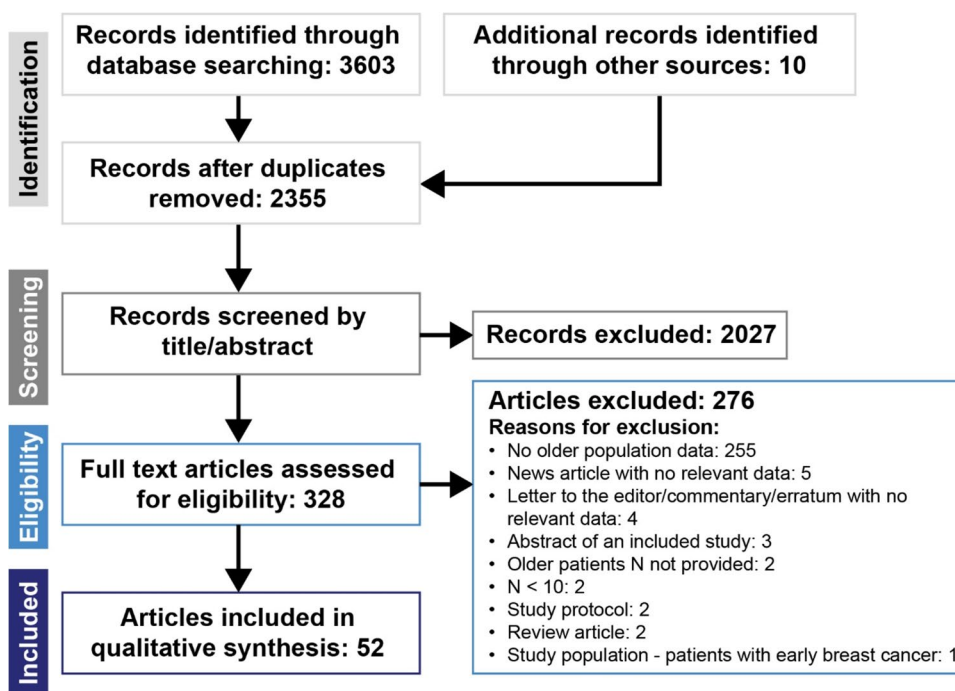 Identification
Records identified through
database searching: 3603
Additional records identified
through other sources: 10
Records after duplicates
removed: 2355
Screening
Records screened by
title/abstract
Records excluded: 2027
Eligibility
Full text articles assessed
for eligibility: 328
Articles excluded: 276
Reasons for exclusion:
• No older population data: 255
• News article with no relevant data: 5
• Letter to the editor/commentary/erratum with no
relevant data: 4
• Abstract of an included study: 3
• Older patients N not provided: 2
• N < 10: 2
• Study protocol: 2
• Review article: 2
• Study population - patients with early breast cancer: 1
Included
Articles included in
qualitative synthesis: 52